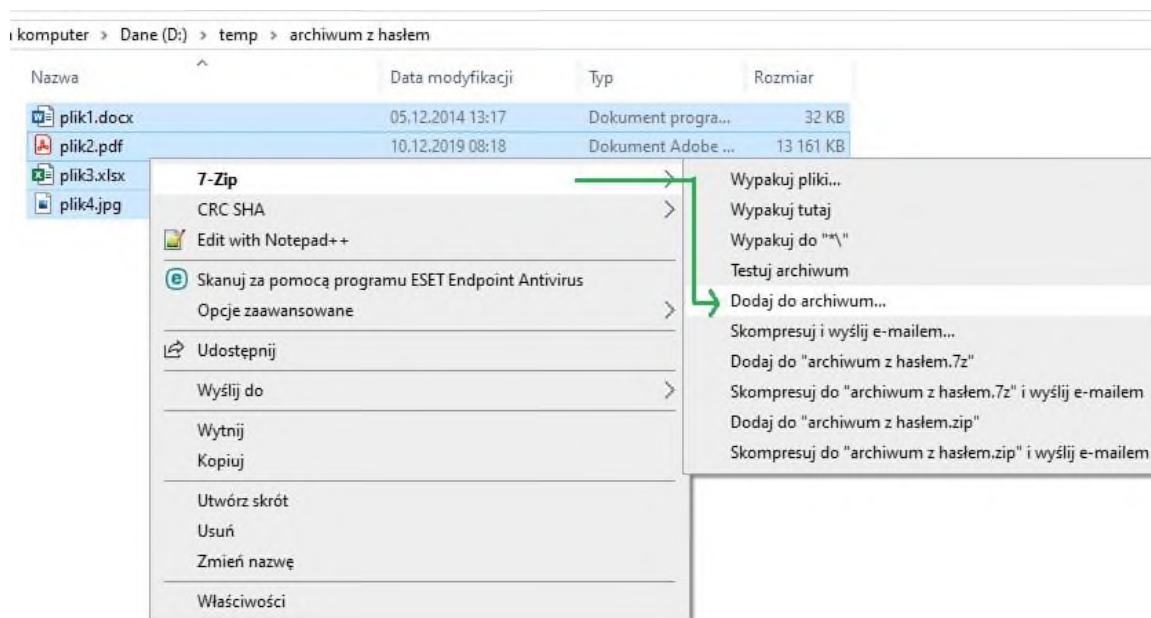 komputer > Dane (D:) > temp > archiwum z hasłem
Nazwa Data modyfikacji Typ Rozmiar
plik1.docx 05.12.2014 13:17 Dokument progra... 32 KB
plik2.pdf 10.12.2019 08:18 Dokument Adobe ... 13 161 KB
plik3.xlsx
plik4.jpg
7-Zip
CRC SHA
Edit with Notepad++
Skanuj za pomocą programu ESET Endpoint Antivirus
Opcje zaawansowane
Udostępnij
Wyślij do
Wytnij
Kopiuj
Utwórz skrót
Usuń
Zmień nazwę
Właściwości
Wypakuj pliki...
Wypakuj tutaj
Wypakuj do "*\"
Testuj archiwum
Dodaj do archiwum...
Skompresuj i wyślij e-mailem...
Dodaj do "archiwum z hasłem.7z"
Skompresuj do "archiwum z hasłem.7z" i wyślij e-mailem
Dodaj do "archiwum z hasłem.zip"
Skompresuj do "archiwum z hasłem.zip" i wyślij e-mailem